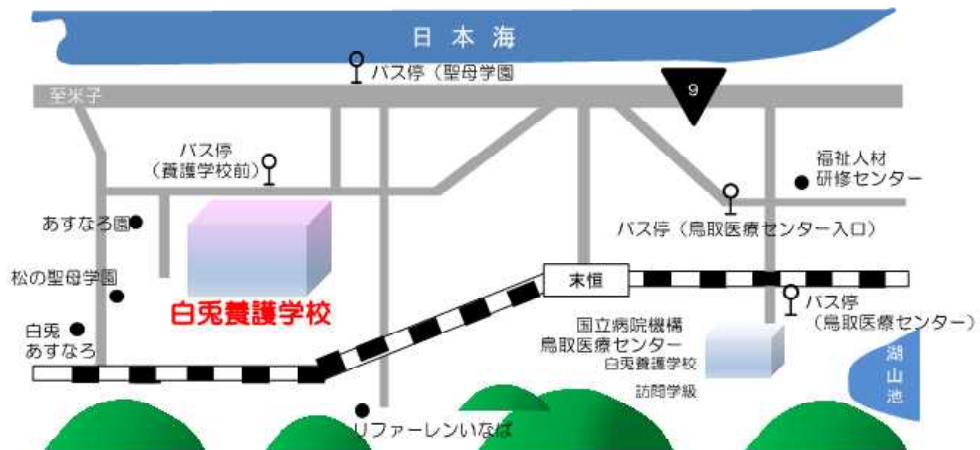 日本海
バス停（聖母学園
9
至米子
バス停
（養護学校前）
福祉人材
研修センター
あすなろ園
バス停（鳥取医療センター入口）
松の聖母学園
末恒
白兎養護学校
バス停
（鳥取医療センター）
国立病院機構
鳥取医療センター
白兎養護学校
訪問学級
白兎
あすなろ
湖山池
リファーレンいなば